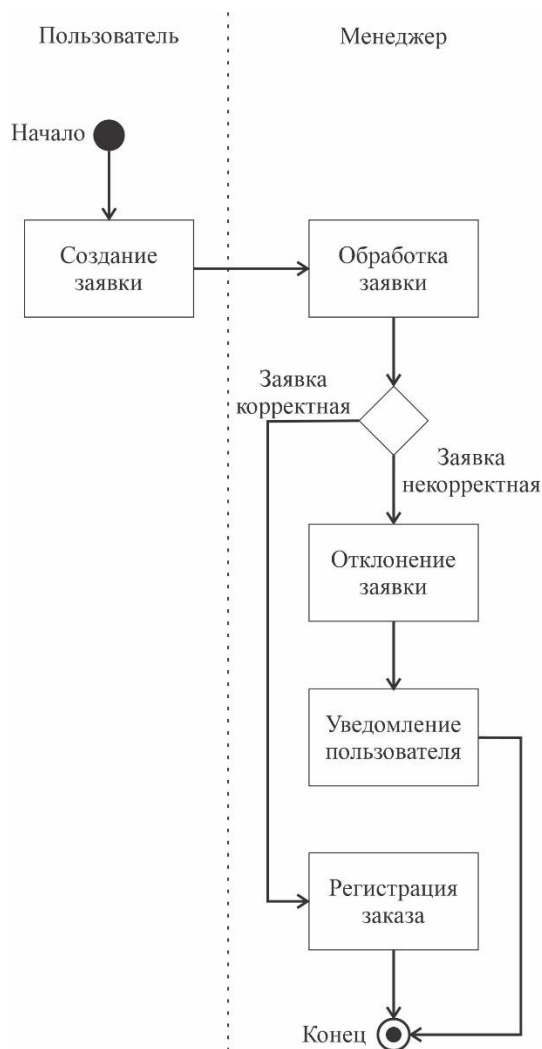 Пользователь
Менеджер
Начало
Создание
заявки
Обработка
заявки
Заявка
корректная
Заявка
некорректная
Отклонение
заявки
Уведомление
пользователя
Регистрация
заказа
Конец